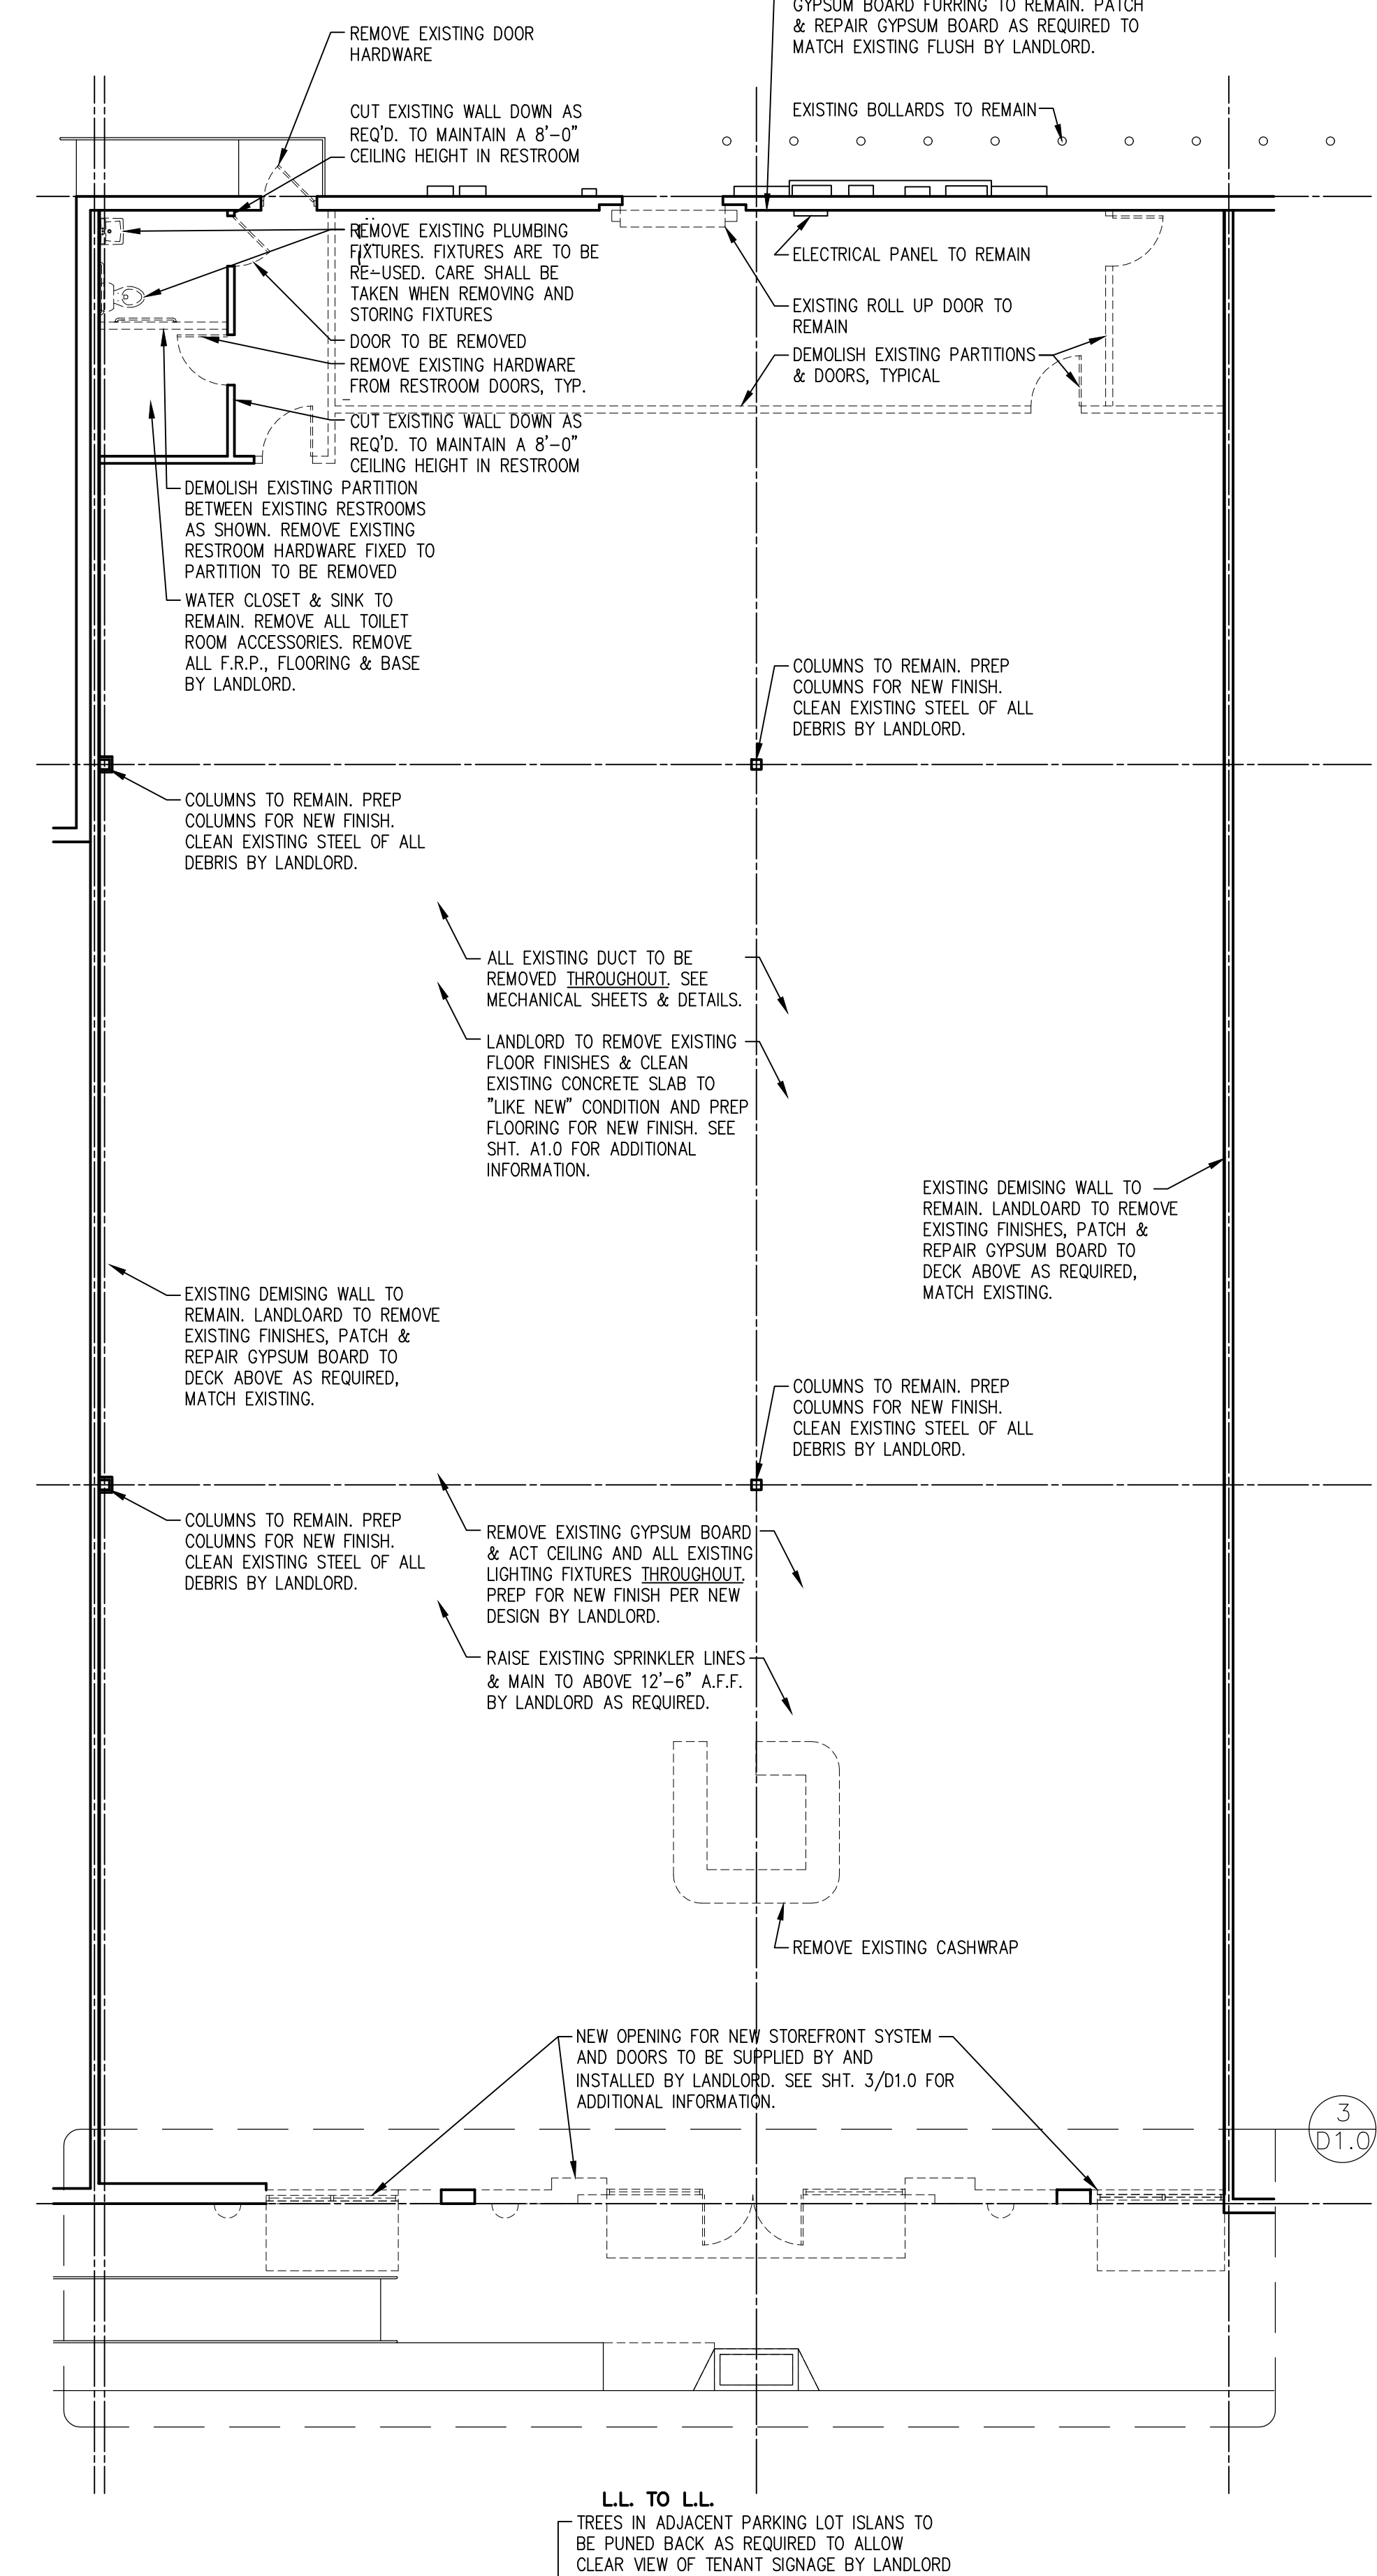 GYPSUM BOARD FURRING TO REMAIN. PATCH
& REPAIR GYPSUM BOARD AS REQUIRED TO
MATCH EXISTING FLUSH BY LANDLORD.
REMOVE EXISTING DOOR
HARDWARE
CUT EXISTING WALL DOWN AS
REQ'D. TO MAINTAIN A 8'-0"
CEILING HEIGHT IN RESTROOM
EXISTING BOLLARDS TO REMAIN
REMOVE EXISTING PLUMBING
FIXTURES. FIXTURES ARE TO BE
RE-USED. CARE SHALL BE
TAKEN WHEN REMOVING AND
STORING FIXTURES
DOOR TO BE REMOVED
REMOVE EXISTING HARDWARE
FROM RESTROOM DOORS, TYP.
CUT EXISTING WALL DOWN AS
REQ'D. TO MAINTAIN A 8'-0"
CEILING HEIGHT IN RESTROOM
ELECTRICAL PANEL TO REMAIN
EXISTING ROLL UP DOOR TO
REMAIN
DEMOLISH EXISTING PARTITIONS
& DOORS, TYPICAL
DEMOLISH EXISTING PARTITION
BETWEEN EXISTING RESTROOMS
AS SHOWN. REMOVE EXISTING
RESTROOM HARDWARE FIXED TO
PARTITION TO BE REMOVED
WATER CLOSET & SINK TO
REMAIN. REMOVE ALL TOILET
ROOM ACCESSORIES. REMOVE
ALL F.R.P., FLOORING & BASE
BY LANDLORD.
COLUMNS TO REMAIN. PREP
COLUMNS FOR NEW FINISH.
CLEAN EXISTING STEEL OF ALL
DEBRIS BY LANDLORD.
COLUMNS TO REMAIN. PREP
COLUMNS FOR NEW FINISH.
CLEAN EXISTING STEEL OF ALL
DEBRIS BY LANDLORD.
ALL EXISTING DUCT TO BE
REMOVED THROUGHOUT. SEE
MECHANICAL SHEETS & DETAILS.
LANDLORD TO REMOVE EXISTING
FLOOR FINISHES & CLEAN
EXISTING CONCRETE SLAB TO
"LIKE NEW" CONDITION AND PREP
FLOORING FOR NEW FINISH. SEE
SHT. A1.0 FOR ADDITIONAL
INFORMATION.
EXISTING DEMISING WALL TO
REMAIN. LANDLOARD TO REMOVE
EXISTING FINISHES, PATCH &
REPAIR GYPSUM BOARD TO
DECK ABOVE AS REQUIRED,
MATCH EXISTING.
EXISTING DEMISING WALL TO
REMAIN. LANDLOARD TO REMOVE
EXISTING FINISHES, PATCH &
REPAIR GYPSUM BOARD TO
DECK ABOVE AS REQUIRED,
MATCH EXISTING.
COLUMNS TO REMAIN. PREP
COLUMNS FOR NEW FINISH.
CLEAN EXISTING STEEL OF ALL
DEBRIS BY LANDLORD.
COLUMNS TO REMAIN. PREP
COLUMNS FOR NEW FINISH.
CLEAN EXISTING STEEL OF ALL
DEBRIS BY LANDLORD.
REMOVE EXISTING GYPSUM BOARD
& ACT CEILING AND ALL EXISTING
LIGHTING FIXTURES THROUGHOUT.
PREP FOR NEW FINISH PER NEW
DESIGN BY LANDLORD.
RAISE EXISTING SPRINKLER LINES
& MAIN TO ABOVE 12'-6" A.F.F.
BY LANDLORD AS REQUIRED.
REMOVE EXISTING CASHWRAP
NEW OPENING FOR NEW STOREFRONT SYSTEM
AND DOORS TO BE SUPPLIED BY AND
INSTALLED BY LANDLORD. SEE SHT. 3/D1.0 FOR
ADDITIONAL INFORMATION.
3
D1.0
L.L. TO L.L.
TREES IN ADJACENT PARKING LOT ISLANS TO
BE PUNED BACK AS REQUIRED TO ALLOW
CLEAR VIEW OF TENANT SIGNAGE BY LANDLORD